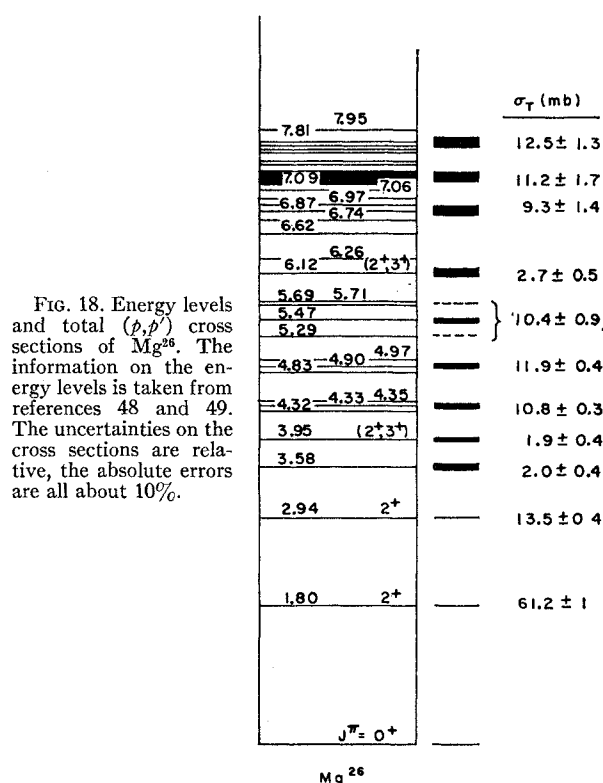 FIG. 18. Energy levels
and total (p,p′) cross
sections of Mg²⁶. The
information on the en-
ergy levels is taken from
references 48 and 49.
The uncertainties on the
cross sections are rela-
tive, the absolute errors
are all about 10%.
σT (mb)
7.95
7.81
12.5 ± 1.3
7.09
11.2 ± 1.7
7.06
6.97
6.87
9.3 ± 1.4
6.74
6.62
6.26
6.12 (2⁺,3⁺)
2.7 ± 0.5
5.69 5.71
5.47
10.4 ± 0.9
5.29
4.97
4.90
4.83
11.9 ± 0.4
4.35
4.33
4.32
10.8 ± 0.3
3.95 (2⁺,3⁺)
1.9 ± 0.4
3.58
2.0 ± 0.4
2.94 2⁺
13.5 ± 0 4
1.80 2⁺
61.2 ± 1
Jπ= 0⁺
Mg²⁶